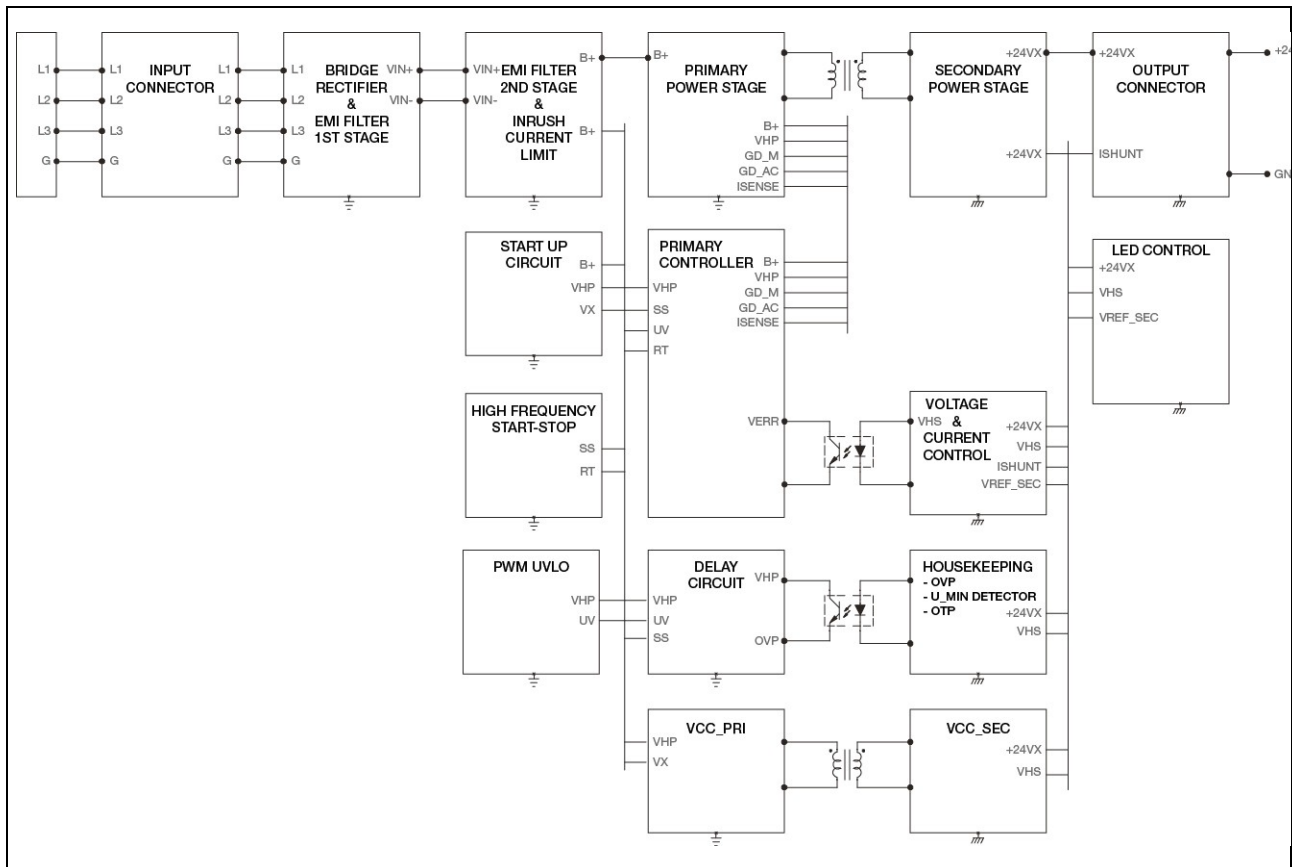 L1
L2
L3
G
INPUT
CONNECTOR
L1
L2
L3
G
L1
L2
L3
G
BRIDGE
RECTIFIER
&
EMI FILTER
1ST STAGE
L1
L2
L3
G
VIN+
VIN-
EMI FILTER
2ND STAGE
&
INRUSH
CURRENT
LIMIT
VIN+
VIN-
B+
B+
PRIMARY
POWER STAGE
B+
B+
VHP
GD_M
GD_AC
ISENSE
SECONDARY
POWER STAGE
+24VX
+24VX
OUTPUT
CONNECTOR
+24VX
ISHUNT
+24
GN
START UP
CIRCUIT
B+
VHP
VX
PRIMARY
CONTROLLER
VHP
SS
UV
RT
B+
VHP
GD_M
GD_AC
ISENSE
VERR
LED CONTROL
+24VX
VHS
VREF_SEC
HIGH FREQUENCY
START-STOP
SS
RT
VOLTAGE
&
CURRENT
CONTROL
VHS
+24VX
VHS
ISHUNT
VREF_SEC
PWM UVLO
VHP
UV
DELAY
CIRCUIT
VHP
UV
SS
VHP
OVP
HOUSEKEEPING
- OVP
- U_MIN DETECTOR
- OTP
+24VX
VHS
VCC_PRI
VHP
VX
VCC_SEC
+24VX
VHS